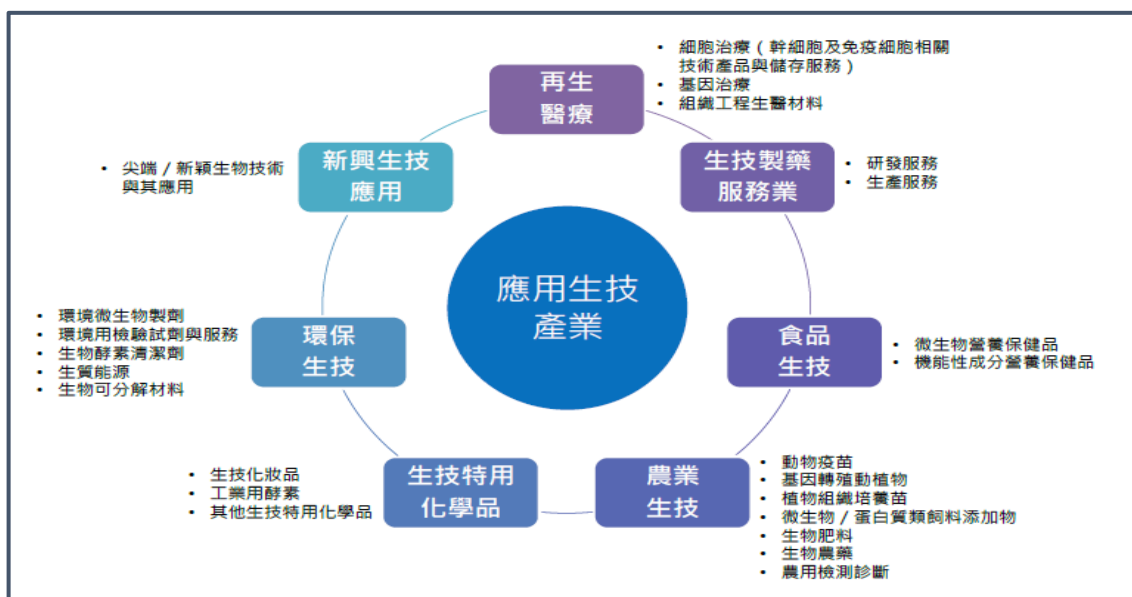 再生
醫療
• 細胞治療（幹細胞及免疫細胞相關
技術產品與儲存服務）
• 基因治療
• 組織工程生醫材料
生技製藥
服務業
• 研發服務
• 生產服務
食品
生技
• 微生物營養保健品
• 機能性成分營養保健品
農業
生技
• 動物疫苗
• 基因轉殖動植物
• 植物組織培養苗
• 微生物／蛋白質類飼料添加物
• 生物肥料
• 生物農藥
• 農用檢測診斷
生技特用
化學品
• 生技化妝品
• 工業用酵素
• 其他生技特用化學品
環保
生技
• 環境微生物製劑
• 環境用檢驗試劑與服務
• 生物酵素清潔劑
• 生質能源
• 生物可分解材料
新興生技
應用
• 尖端／新穎生物技術
與其應用
應用生技
產業